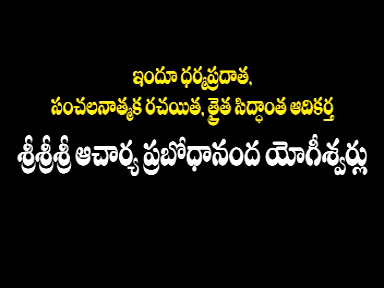 ఇందూ ధర్మప్రదాత,
సంచలనాత్మక రచయిత, త్రైత సిద్ధాంత ఆదికర్త
శ్రీశ్రీశ్రీ ఆచార్య ప్రబోధానంద యోగీశ్వర్లు